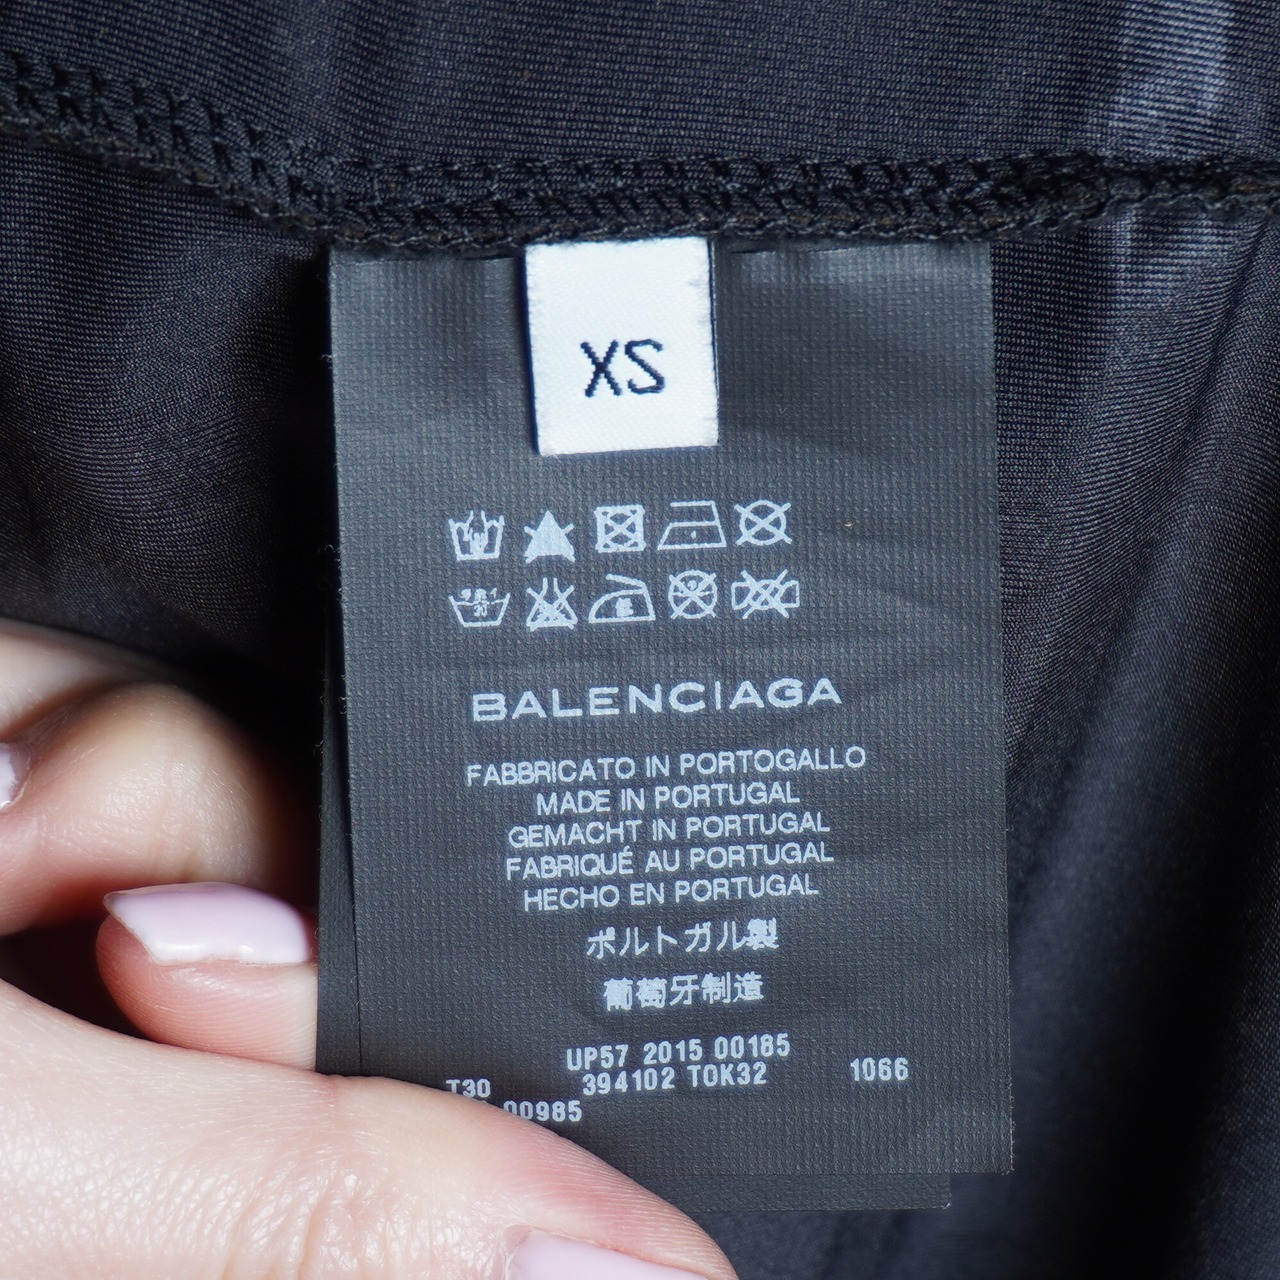 XS
BALENCIAGA
FABBRICATO IN PORTOGALLO
MADE IN PORTUGAL
GEMACHT IN PORTUGAL
FABRIQUÉ AU PORTUGAL
HECHO EN PORTUGAL
ポルトガル製
葡萄牙制造
UP57 2015 00185
T30 394102 T0K32 1066
00985